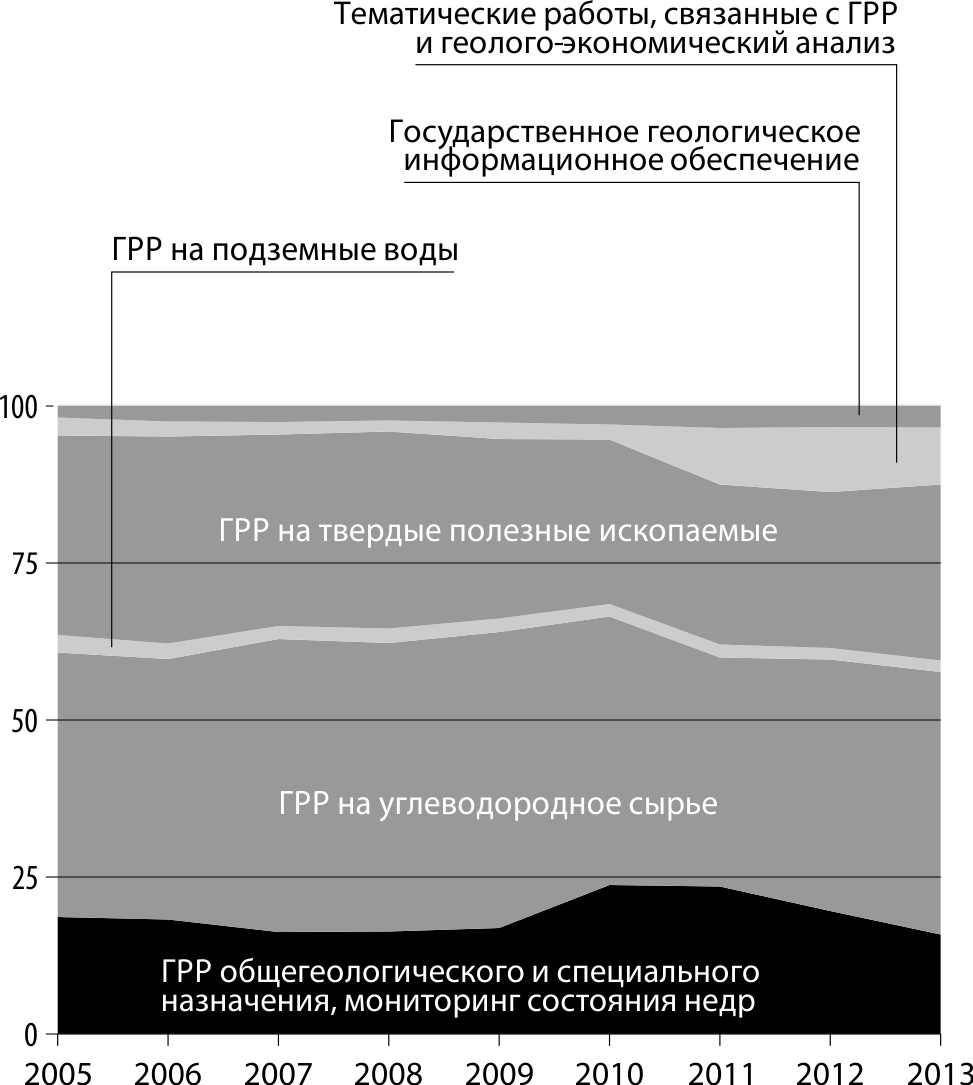 Тематические работы, связанные с ГРР
и геолого-экономический анализ
Государственное геологическое
информационное обеспечение
ГРР на подземные воды
100
ГРР на твердые полезные ископаемые
75
50
ГРР на углеводородное сырье
25
ГРР общегеологического и специального
назначения, мониторинг состояния недр
0
2005 2006 2007 2008 2009 2010 2011 2012 2013